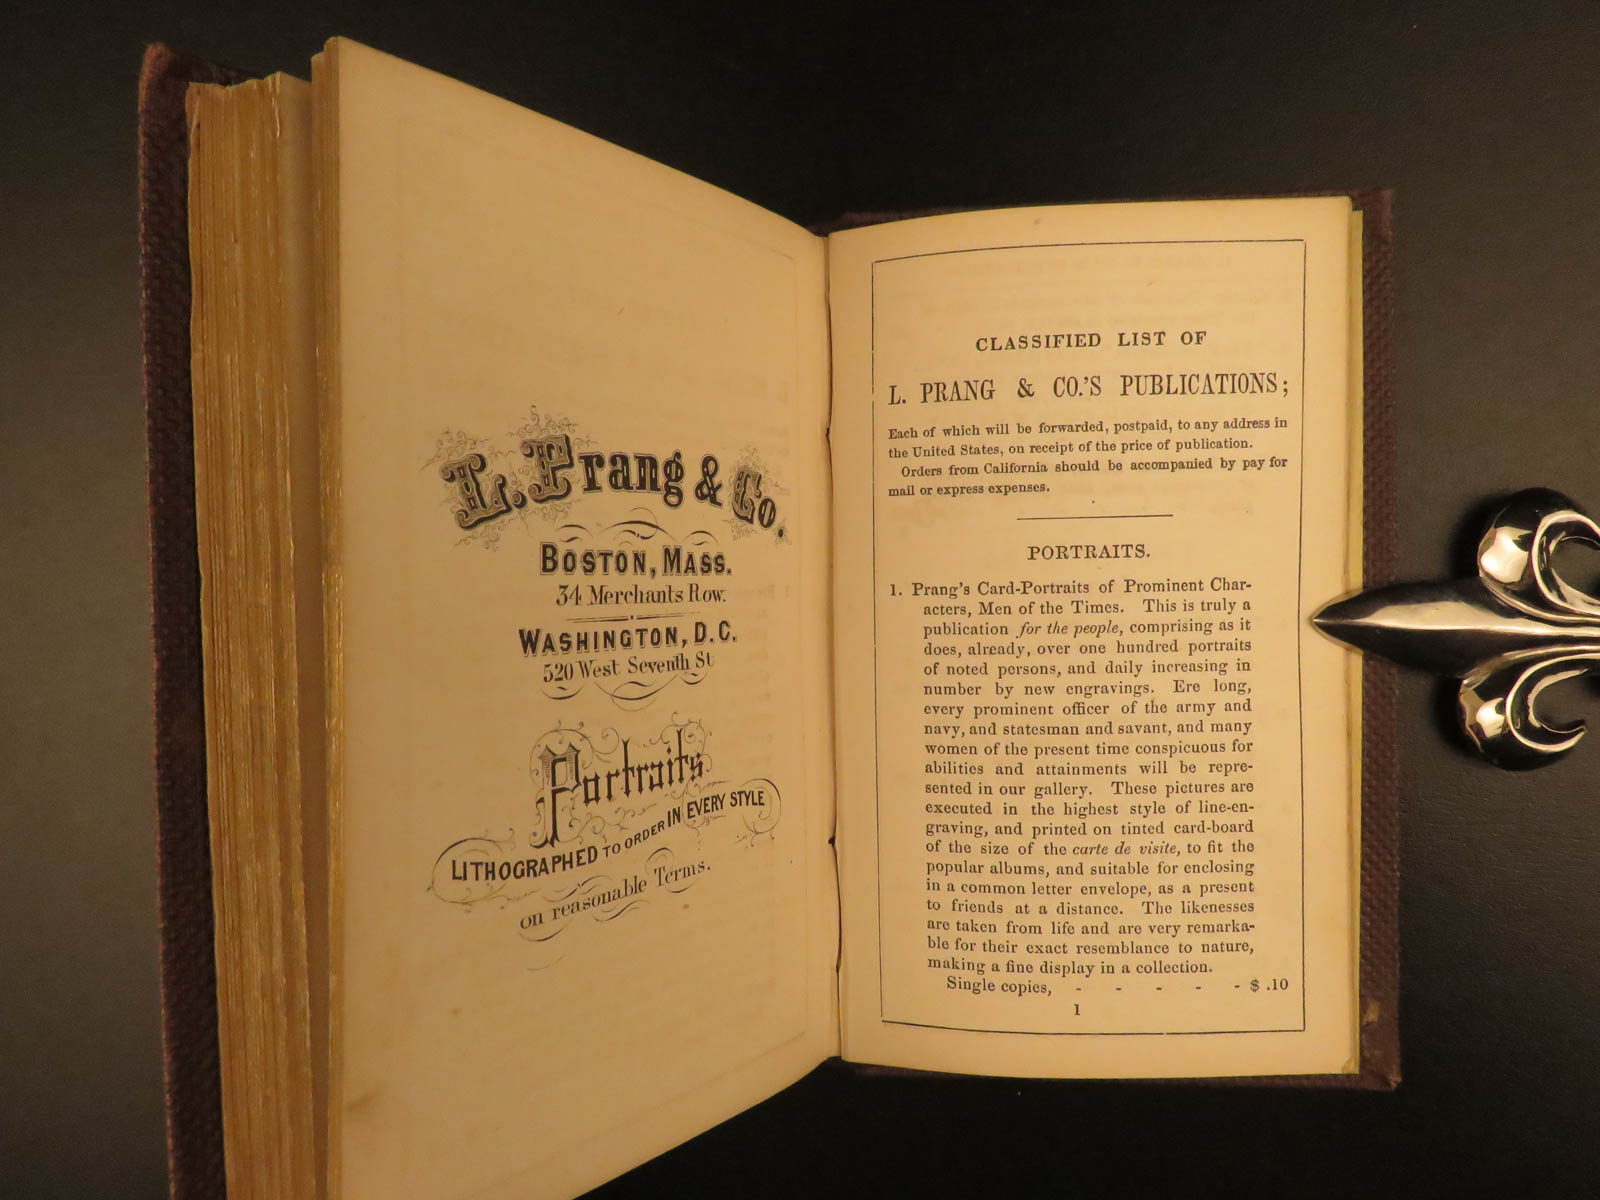 L. Prang & Co.
BOSTON, MASS.
34 Merchants Row.
WASHINGTON, D.C.
520 West Seventh St
Portraits
LITHOGRAPHED TO ORDER IN EVERY STYLE
on reasonable Terms.
CLASSIFIED LIST OF
L. PRANG & CO.'S PUBLICATIONS;
Each of which will be forwarded, postpaid, to any address in
the United States, on receipt of the price of publication.
Orders from California should be accompanied by pay for
mail or express expenses.
PORTRAITS.
1. Prang's Card-Portraits of Prominent Char-
acters, Men of the Times. This is truly a
publication for the people, comprising as it
does, already, over one hundred portraits
of noted persons, and daily increasing in
number by new engravings. Ere long,
every prominent officer of the army and
navy, and statesman and savant, and many
women of the present time conspicuous for
abilities and attainments will be repre-
sented in our gallery. These pictures are
executed in the highest style of line-en-
graving, and printed on tinted card-board
of the size of the carte de visite, to fit the
popular albums, and suitable for enclosing
in a common letter envelope, as a present
to friends at a distance. The likenesses
are taken from life and are very remarka-
ble for their exact resemblance to nature,
making a fine display in a collection.
Single copies, - - - - - $ .10
1